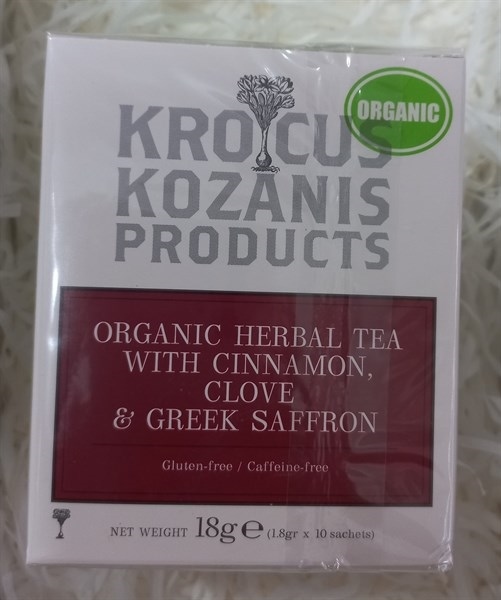 ORGANIC
KROCUS
KOZANIS
PRODUCTS
ORGANIC HERBAL TEA
WITH CINNAMON,
CLOVE
& GREEK SAFFRON
Gluten-free / Caffeine-free
NET WEIGHT 18g ℮ (1.8gr x 10 sachets)